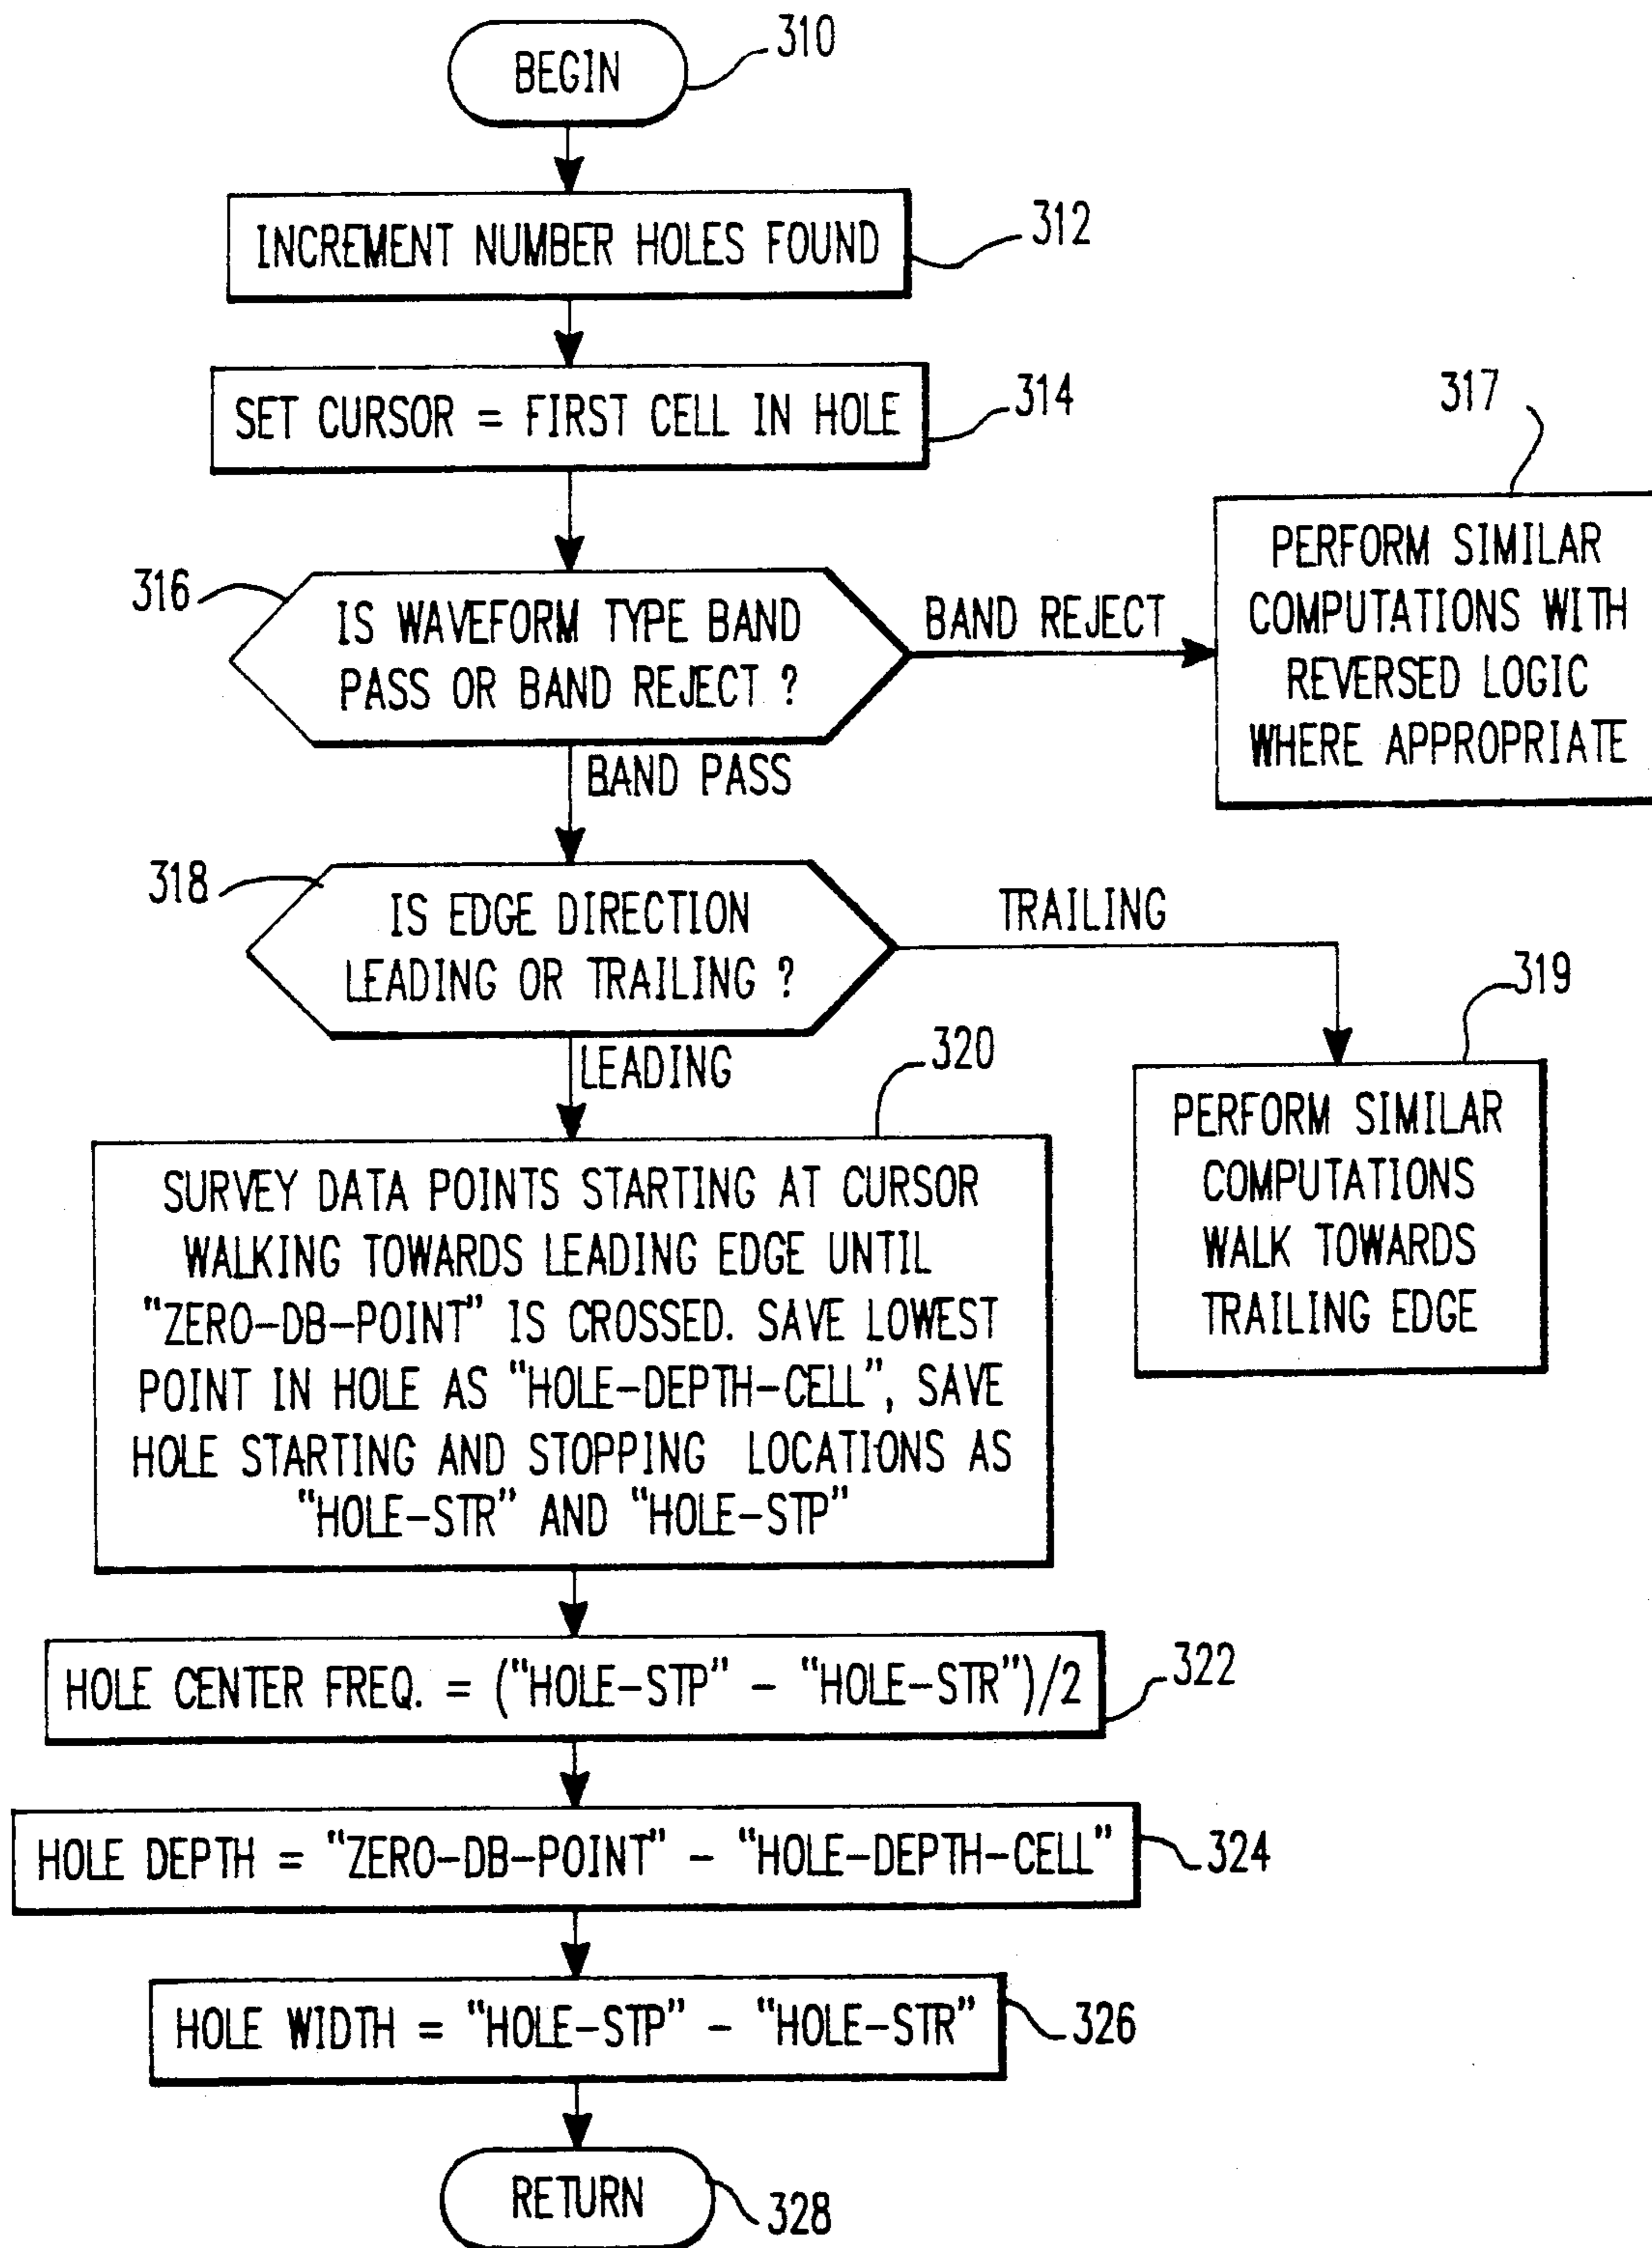 BEGIN
310
INCREMENT NUMBER HOLES FOUND
312
SET CURSOR = FIRST CELL IN HOLE
314
316
IS WAVEFORM TYPE BAND
PASS OR BAND REJECT ?
BAND REJECT
317
PERFORM SIMILAR
COMPUTATIONS WITH
REVERSED LOGIC
WHERE APPROPRIATE
BAND PASS
318
IS EDGE DIRECTION
LEADING OR TRAILING ?
TRAILING
319
PERFORM SIMILAR
COMPUTATIONS
WALK TOWARDS
TRAILING EDGE
LEADING
320
SURVEY DATA POINTS STARTING AT CURSOR
WALKING TOWARDS LEADING EDGE UNTIL
"ZERO-DB-POINT" IS CROSSED. SAVE LOWEST
POINT IN HOLE AS "HOLE-DEPTH-CELL", SAVE
HOLE STARTING AND STOPPING LOCATIONS AS
"HOLE-STR" AND "HOLE-STP"
HOLE CENTER FREQ. = ("HOLE-STP" - "HOLE-STR")/2
322
HOLE DEPTH = "ZERO-DB-POINT" - "HOLE-DEPTH-CELL"
324
HOLE WIDTH = "HOLE-STP" - "HOLE-STR"
326
RETURN
328